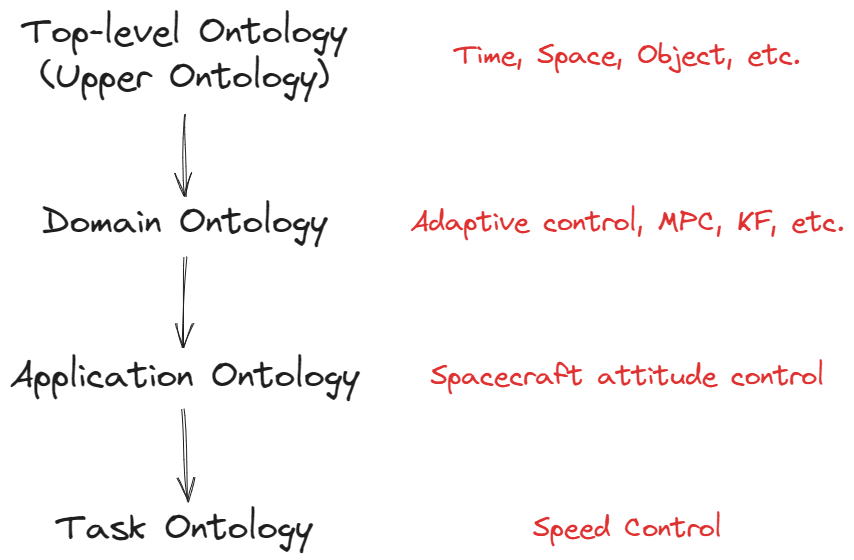 Top-level Ontology
(Upper Ontology)
Time, Space, Object, etc.
Domain Ontology
Adaptive control, MPC, KF, etc.
Application Ontology
Spacecraft attitude control
Task Ontology
Speed Control